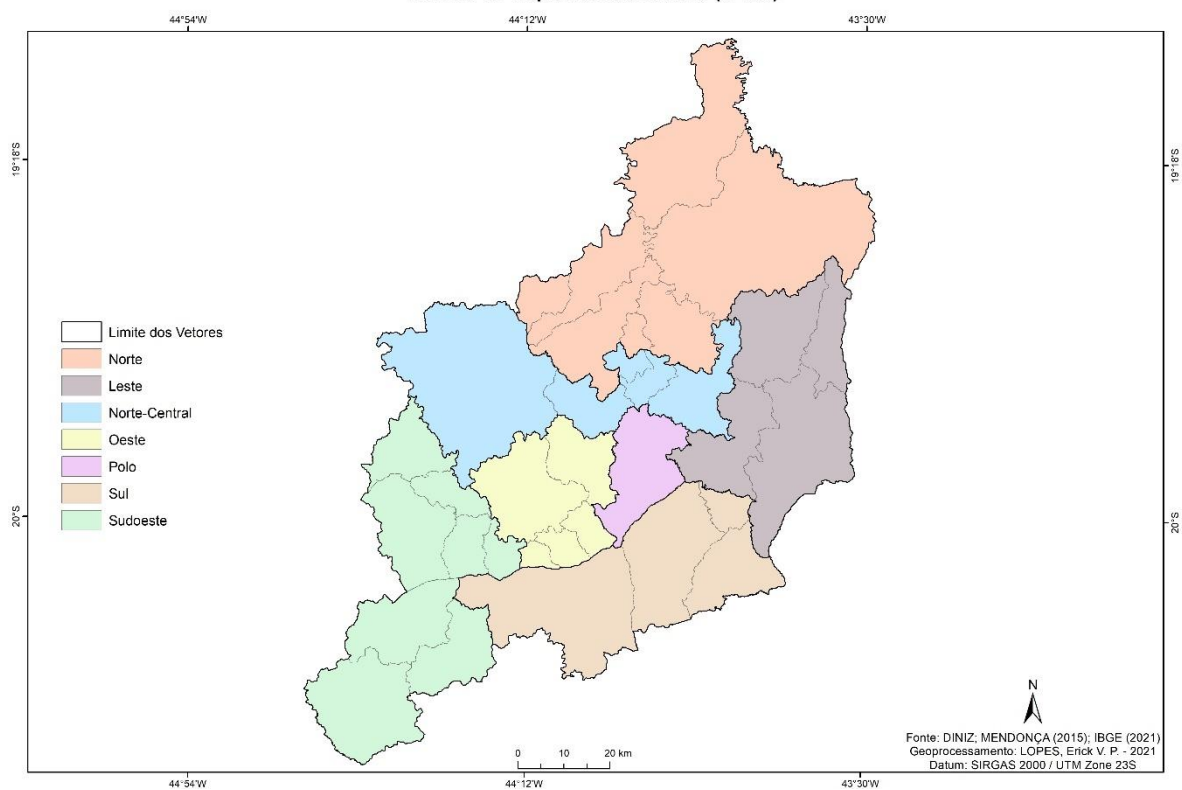 44°54'W 44°12'W 43°30'W
19°18'S 19°18'S
Limite dos Vetores
Norte
Leste
Norte-Central
Oeste
Polo
Sul
Sudoeste
20°S 20°S
N
0 10 20 km
Fonte: DINIZ; MENDONÇA (2015); IBGE (2021)
Geoprocessamento: LOPES, Erick V. P. - 2021
Datum: SIRGAS 2000 / UTM Zone 23S
44°54'W 44°12'W 43°30'W